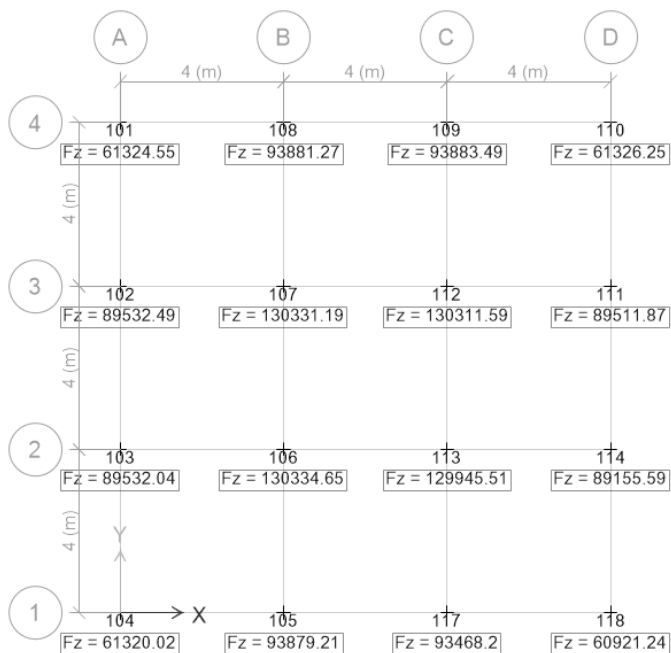 A B C D
4 (m) 4 (m) 4 (m)
4 101 108 109 110
Fz = 61324.55 Fz = 93881.27 Fz = 93883.49 Fz = 61326.25
4 (m)
3 102 107 112 111
Fz = 89532.49 Fz = 130331.19 Fz = 130311.59 Fz = 89511.87
4 (m)
2 103 106 113 114
Fz = 89532.04 Fz = 130334.65 Fz = 129945.51 Fz = 89155.59
4 (m)
Y
1 104 X 105 117 118
Fz = 61320.02 Fz = 93879.21 Fz = 93468.2 Fz = 60921.24